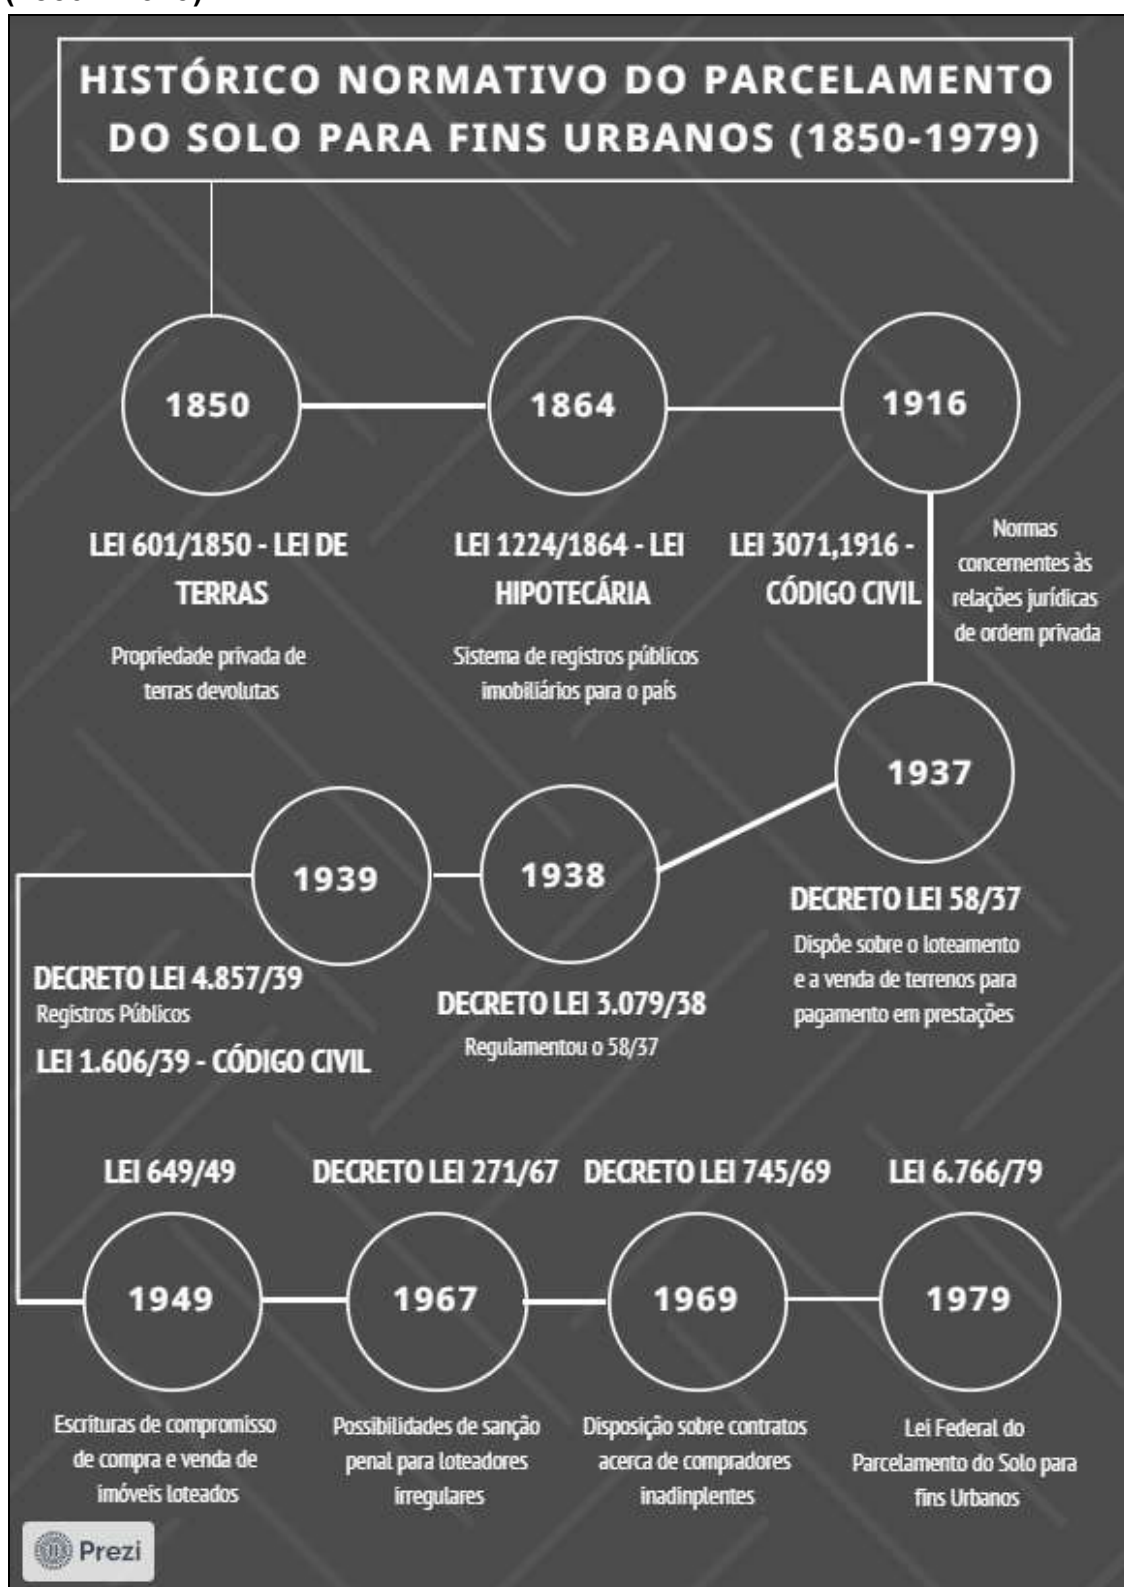 HISTÓRICO NORMATIVO DO PARCELAMENTO
DO SOLO PARA FINS URBANOS (1850-1979)
1850
LEI 601/1850 - LEI DE
TERRAS
Propriedade privada de
terras devolutas
1864
LEI 1224/1864 - LEI
HIPOTECÁRIA
Sistema de registros públicos
imobiliários para o país
1916
LEI 3071,1916 -
CÓDIGO CIVIL
Normas
concernentes às
relações jurídicas
de ordem privada
1937
DECRETO LEI 58/37
Dispõe sobre o loteamento
e a venda de terrenos para
pagamento em prestações
1938
DECRETO LEI 3.079/38
Regulamentou o 58/37
1939
DECRETO LEI 4.857/39
Registros Públicos
LEI 1.606/39 - CÓDIGO CIVIL
LEI 649/49
1949
Escrituras de compromisso
de compra e venda de
imóveis loteados
DECRETO LEI 271/67
1967
Possibilidades de sanção
penal para loteadores
irregulares
DECRETO LEI 745/69
1969
Disposição sobre contratos
acerca de compradores
inadinplentes
LEI 6.766/79
1979
Lei Federal do
Parcelamento do Solo para
fins Urbanos
Prezi